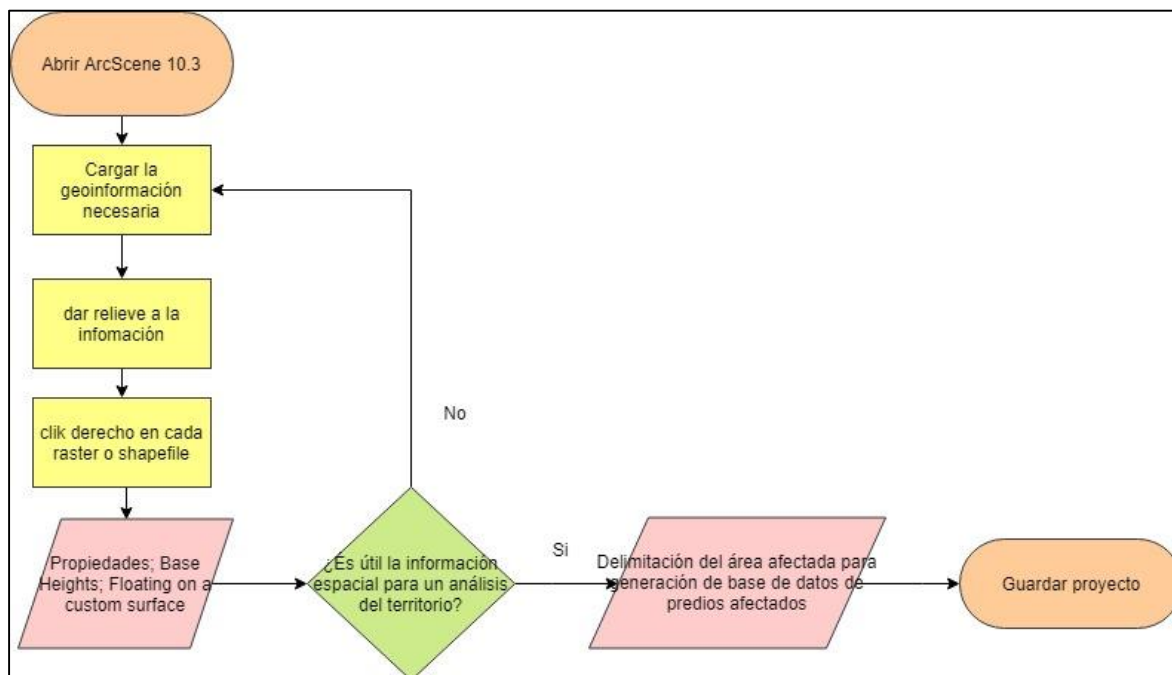 Abrir ArcScene 10.3
Cargar la
geoinformación
necesaria
dar relieve a la
infomación
clik derecho en cada
raster o shapefile
Propiedades; Base
Heights; Floating on a
custom surface
¿És útil la información
espacial para un análisis
del territorio?
No
Si
Delimitación del área afectada para
generación de base de datos de
predios afectados
Guardar proyecto